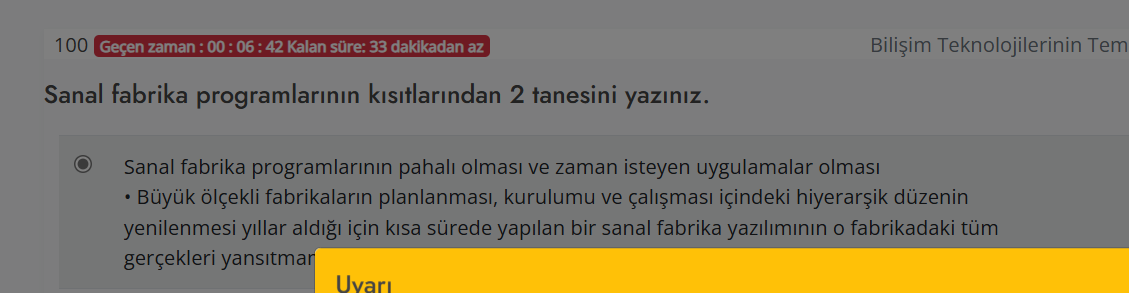 100 Geçen zaman : 00 : 06 : 42 Kalan süre: 33 dakikadan az
Bilişim Teknolojilerinin Tem
Sanal fabrika programlarının kısıtlarından 2 tanesini yazınız.
Sanal fabrika programlarının pahalı olması ve zaman isteyen uygulamalar olması
• Büyük ölçekli fabrikaların planlanması, kurulumu ve çalışması içindeki hiyerarşik düzenin
yenilenmesi yıllar aldığı için kısa sürede yapılan bir sanal fabrika yazılımının o fabrikadaki tüm
gerçekleri yansıtmar
Uyarı